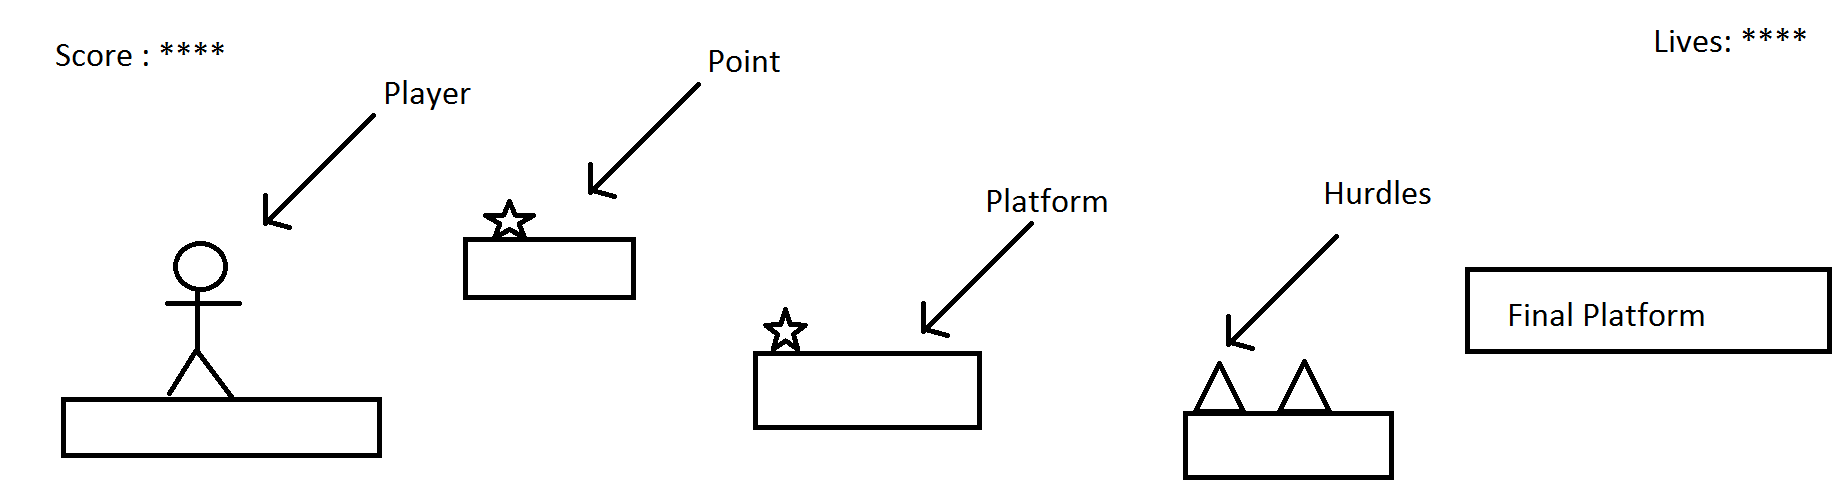 Score : ****
Lives: ****
Player
Point
Platform
Hurdles
Final Platform